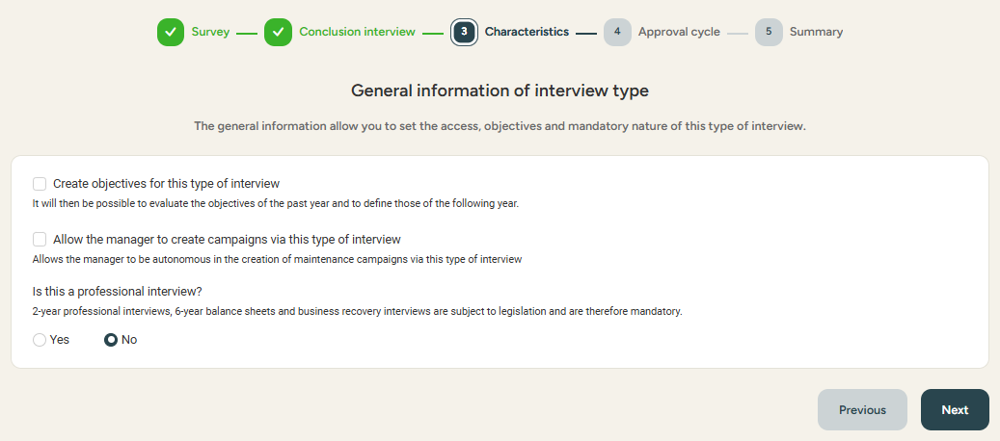 Survey Conclusion interview 3 Characteristics 4 Approval cycle 5 Summary
General information of interview type
The general information allow you to set the access, objectives and mandatory nature of this type of interview.
Create objectives for this type of interview
It will then be possible to evaluate the objectives of the past year and to define those of the following year.
Allow the manager to create campaigns via this type of interview
Allows the manager to be autonomous in the creation of maintenance campaigns via this type of interview
Is this a professional interview?
2-year professional interviews, 6-year balance sheets and business recovery interviews are subject to legislation and are therefore mandatory.
Yes No
Previous Next